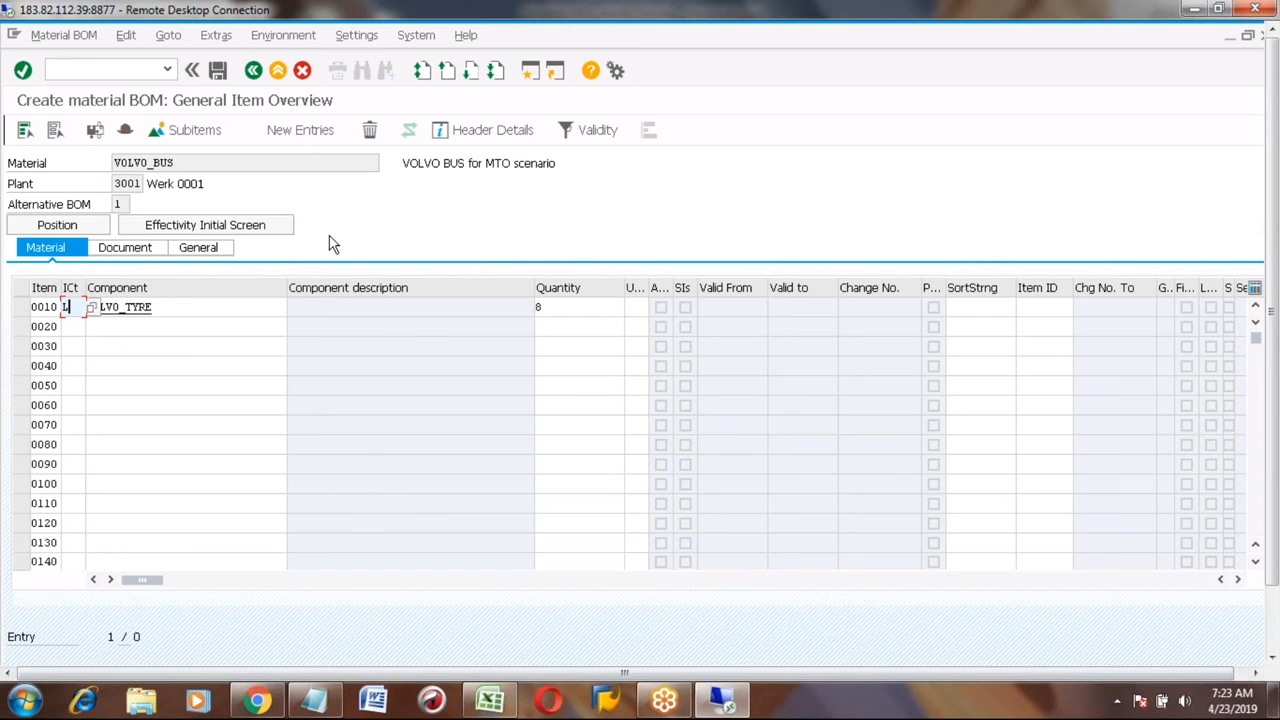 183.82.112.39:8877 - Remote Desktop Connection
Material BOM Edit Goto Extras Environment Settings System Help
Create material BOM: General Item Overview
Subitems New Entries Header Details Validity
Material VOLVO_BUS VOLVO BUS for MTO scenario
Plant 3001 Werk 0001
Alternative BOM 1
Position Effectivity Initial Screen
Material Document General
Item ICt Component Component description Quantity U... A... SIs Valid From Valid to Change No. P... SortStrng Item ID Chg No. To G.. Fi... L... S Se
0010 L LVO_TYRE 8
0020
0030
0040
0050
0060
0070
0080
0090
0100
0110
0120
0130
0140
Entry 1 / 0
7:23 AM
4/23/2019